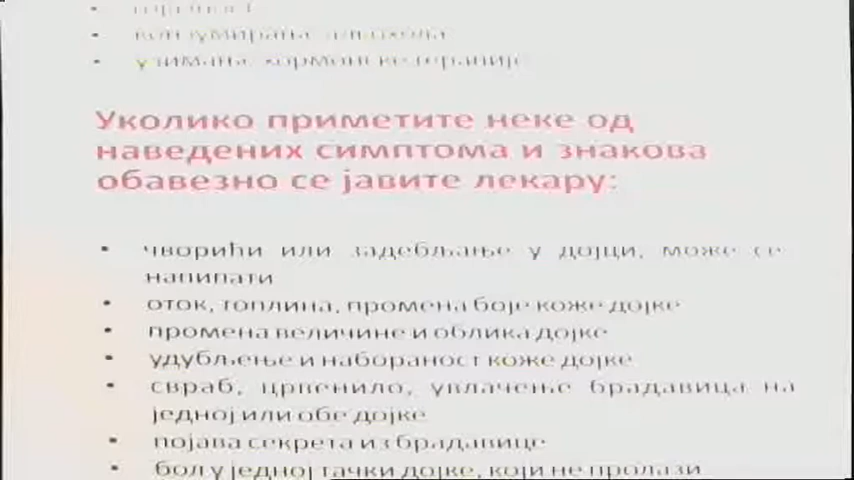 • гојазност
• конзумирање алкохола
• узимање хормонске терапије
Уколико приметите неке од
наведених симптома и знакова
обавезно се јавите лекару:
• чворићи или задебљање у дојци, може се
напипати
• оток, топлина, промена боје коже дојке
• промена величине и облика дојке
• удубљење и набораност коже дојке
• свраб, црвенило, увлачење брадавица на
једној или обе дојке
• појава секрета из брадавице
• бол у једној тачки дојке, који не пролази